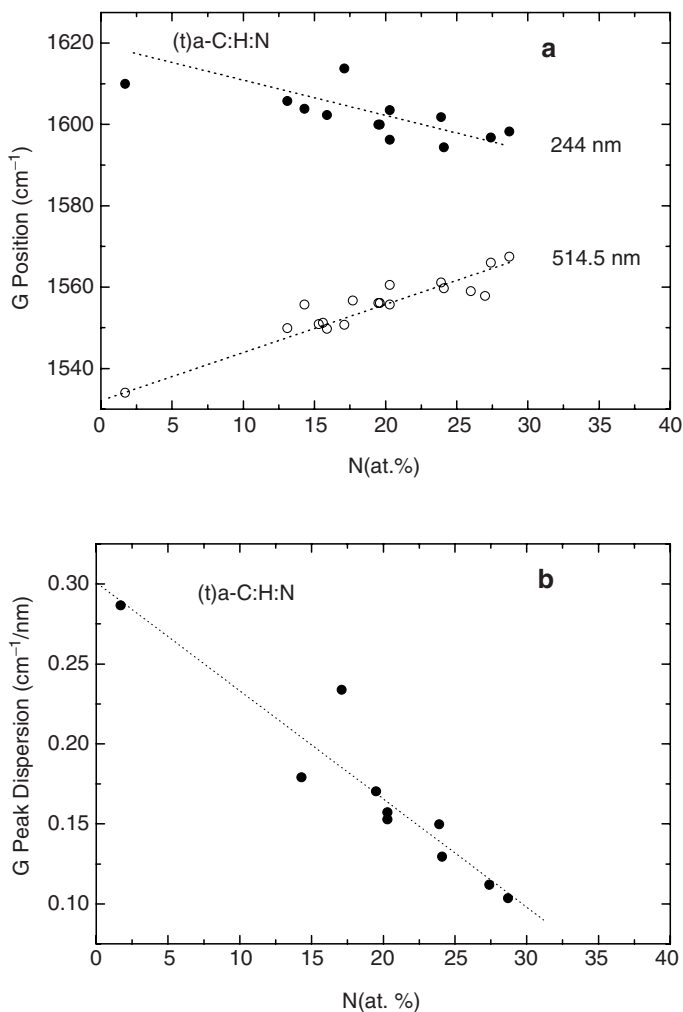 (t)a-C:H:N
a
1620
1600
1580
1560
1540
G Position (cm⁻¹)
244 nm
514.5 nm
0 5 10 15 20 25 30 35 40
N(at.%)
(t)a-C:H:N
b
0.30
0.25
0.20
0.15
0.10
G Peak Dispersion (cm⁻¹/nm)
0 5 10 15 20 25 30 35 40
N(at. %)